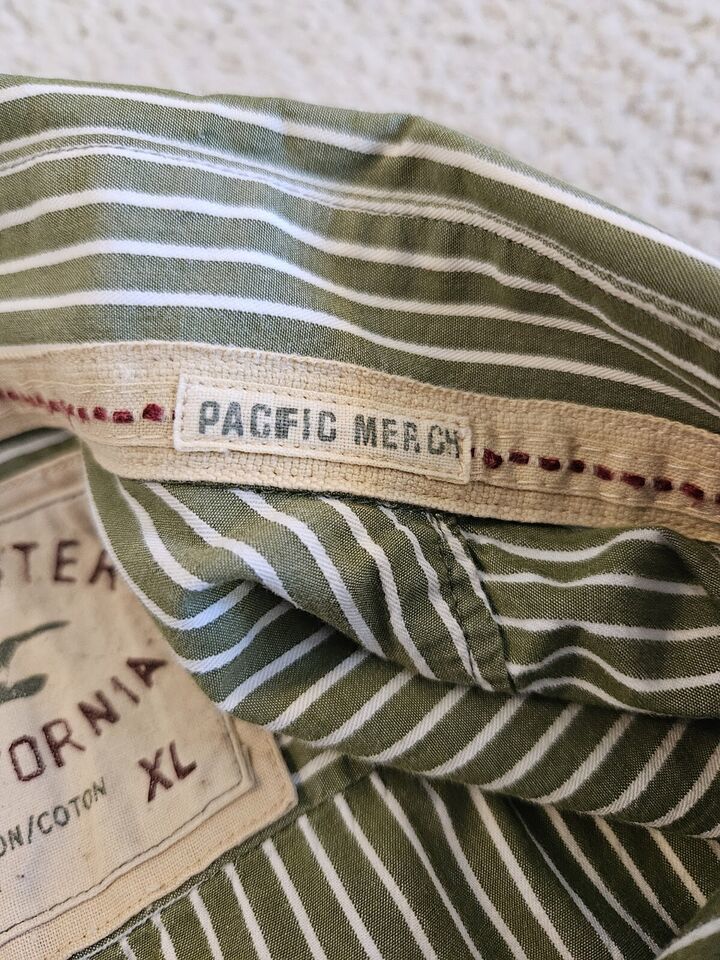 PACIFIC MERCH
STER
ORNIA
XL
ON/COTON